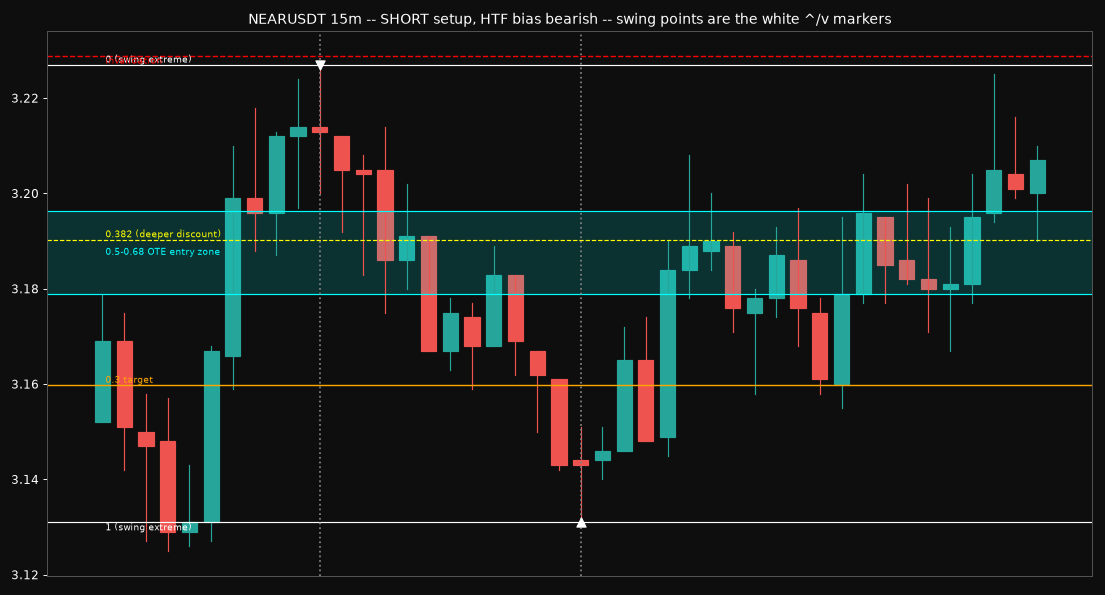 NEARUSDT 15m -- SHORT setup, HTF bias bearish -- swing points are the white ^/v markers
0 (swing extreme)
3.22
3.20
0.382 (deeper discount)
0.5-0.68 OTE entry zone
3.18
0.3 target
3.16
3.14
1 (swing extreme)
3.12